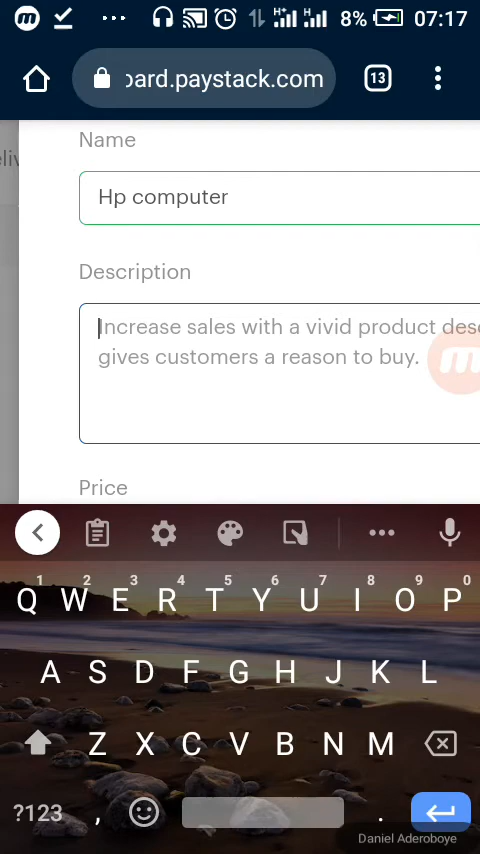 8% 07:17
oard.paystack.com 13
Name
Hp computer
Description
Increase sales with a vivid product desc
gives customers a reason to buy.
Price
1 2 3 4 5 6 7 8 9 0
Q W E R T Y U I O P
A S D F G H J K L
Z X C V B N M
?123 , .
Daniel Aderoboye